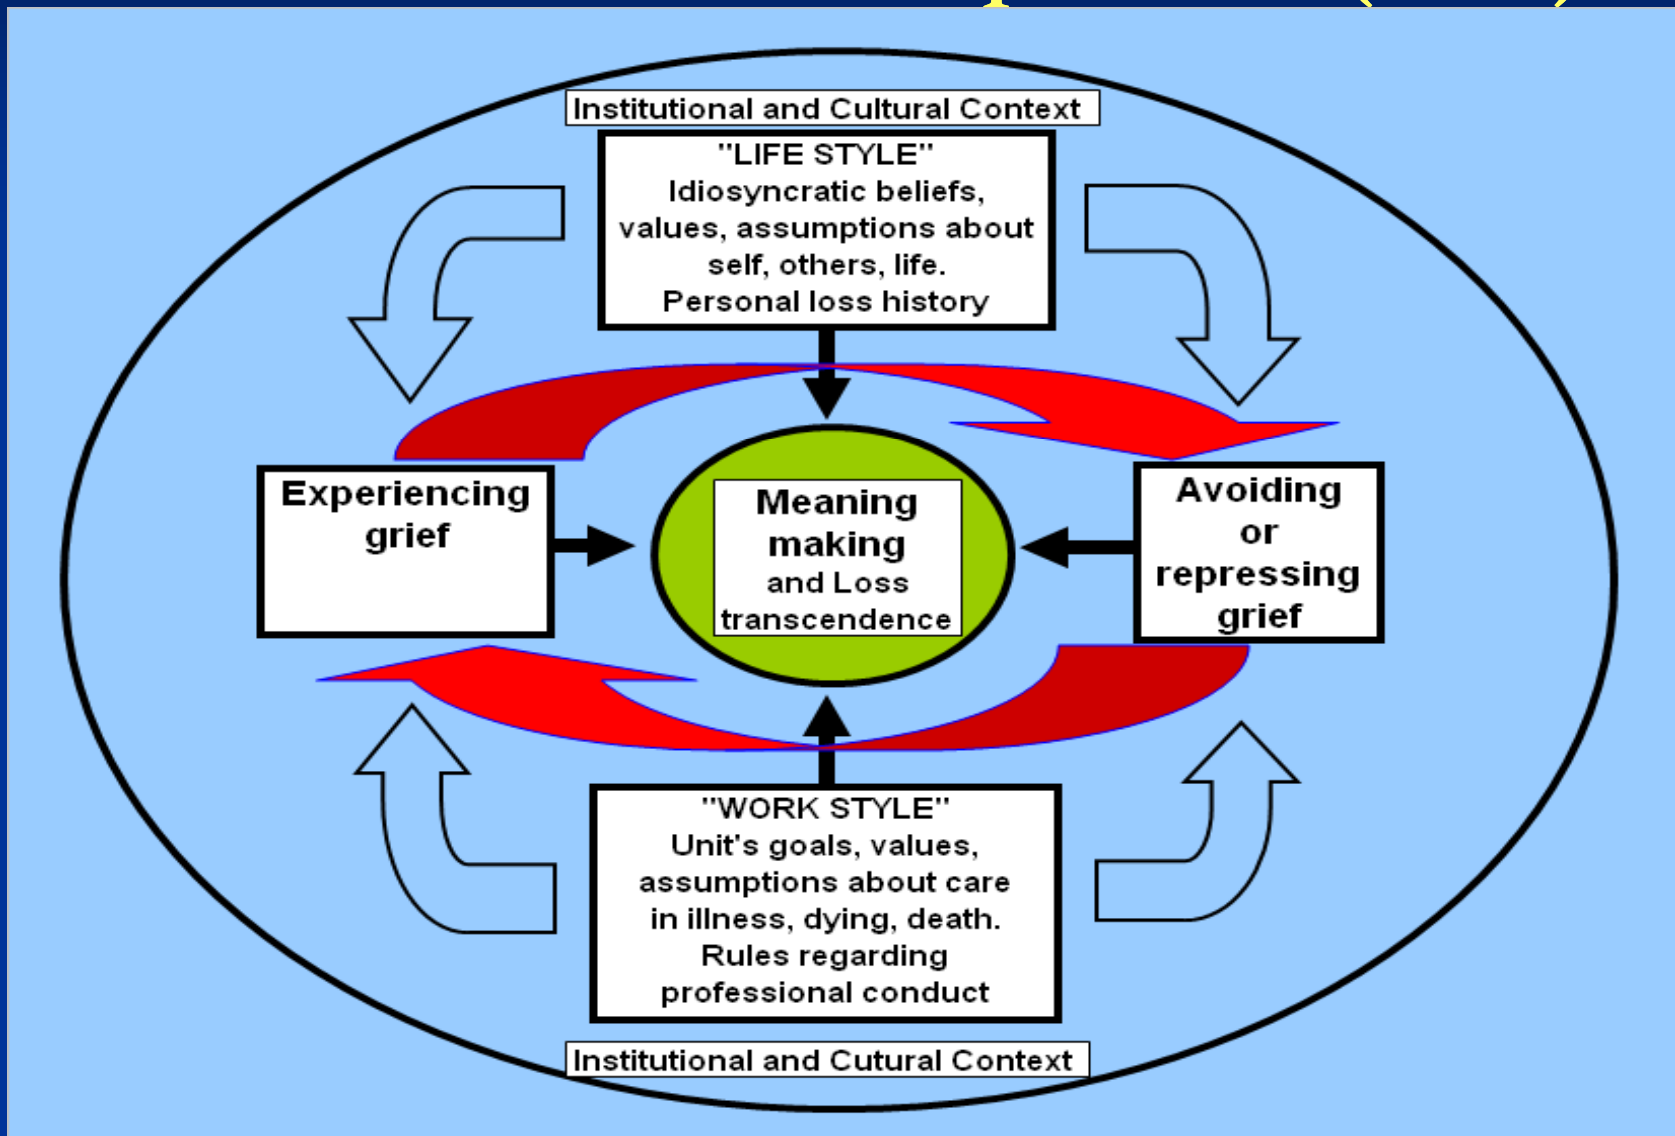 Institutional and Cultural Context
"LIFE STYLE"
Idiosyncratic beliefs,
values, assumptions about
self, others, life.
Personal loss history
Experiencing
grief
Meaning
making
and Loss
transcendence
Avoiding
or
repressing
grief
"WORK STYLE"
Unit's goals, values,
assumptions about care
in illness, dying, death.
Rules regarding
professional conduct
Institutional and Cutural Context